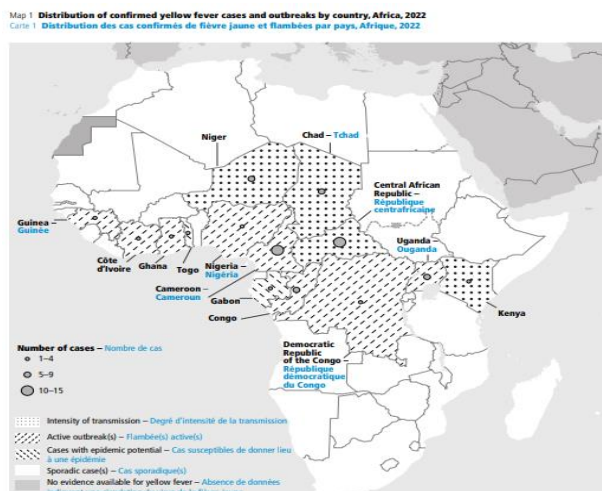 Map 1 Distribution of confirmed yellow fever cases and outbreaks by country, Africa, 2022
Carte 1 Distribution des cas confirmés de fièvre jaune et flambées par pays, Afrique, 2022
Niger
Chad – Tchad
Central African
Republic –
République
centrafricaine
Guinea –
Guinée
Uganda –
Ouganda
Côte
d'Ivoire
Ghana
Togo
Nigeria –
Nigéria
Cameroon –
Cameroun
Gabon
Congo
Kenya
Democratic
Republic
of the Congo –
République
démocratique
du Congo
Number of cases – Nombre de cas
1–4
5–9
10–15
Intensity of transmission – Degré d'intensité de la transmission
Active outbreak(s) – Flambée(s) active(s)
Cases with epidemic potential – Cas susceptibles de donner lieu
à une épidémie
Sporadic case(s) – Cas sporadique(s)
No evidence available for yellow fever – Absence de données